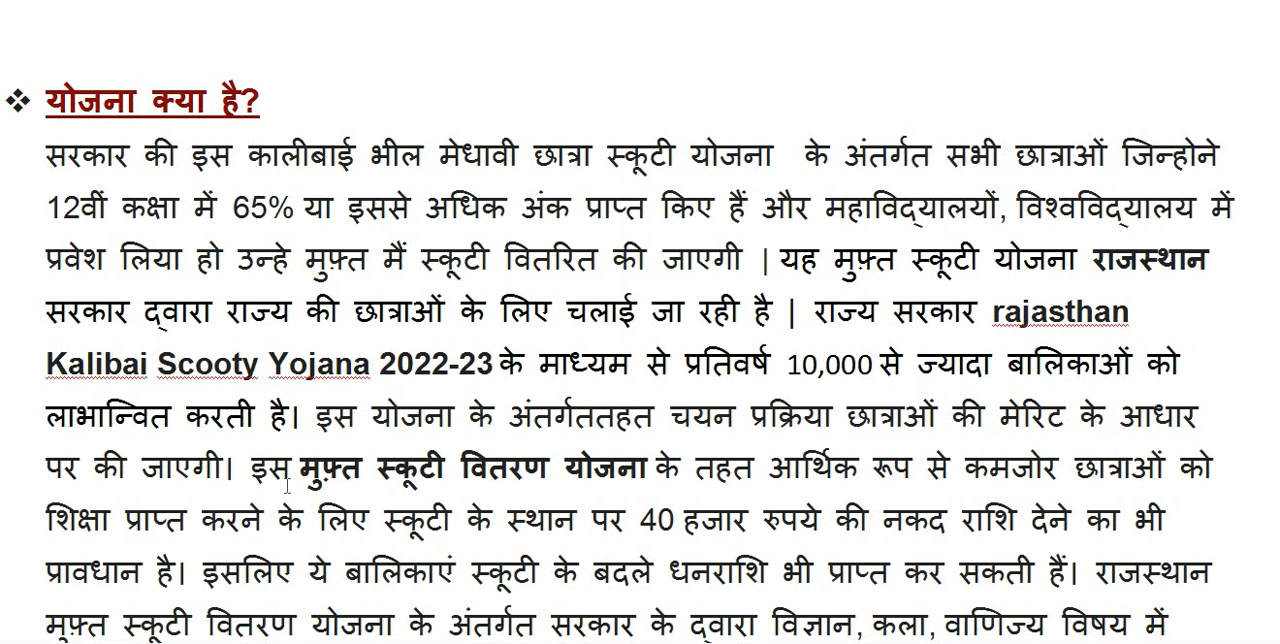 ❖ योजना क्या है?
सरकार की इस कालीबाई भील मेधावी छात्रा स्कूटी योजना के अंतर्गत सभी छात्राओं जिन्होने
12वीं कक्षा में 65% या इससे अधिक अंक प्राप्त किए हैं और महाविद्यालयों, विश्वविद्यालय में
प्रवेश लिया हो उन्हे मुफ़्त मैं स्कूटी वितरित की जाएगी | यह मुफ़्त स्कूटी योजना राजस्थान
सरकार द्वारा राज्य की छात्राओं के लिए चलाई जा रही है | राज्य सरकार rajasthan
Kalibai Scooty Yojana 2022-23 के माध्यम से प्रतिवर्ष 10,000 से ज्यादा बालिकाओं को
लाभान्वित करती है। इस योजना के अंतर्गततहत चयन प्रक्रिया छात्राओं की मेरिट के आधार
पर की जाएगी। इस मुफ़्त स्कूटी वितरण योजना के तहत आर्थिक रूप से कमजोर छात्राओं को
शिक्षा प्राप्त करने के लिए स्कूटी के स्थान पर 40 हजार रुपये की नकद राशि देने का भी
प्रावधान है। इसलिए ये बालिकाएं स्कूटी के बदले धनराशि भी प्राप्त कर सकती हैं। राजस्थान
मुफ़्त स्कूटी वितरण योजना के अंतर्गत सरकार के द्वारा विज्ञान, कला, वाणिज्य विषय में